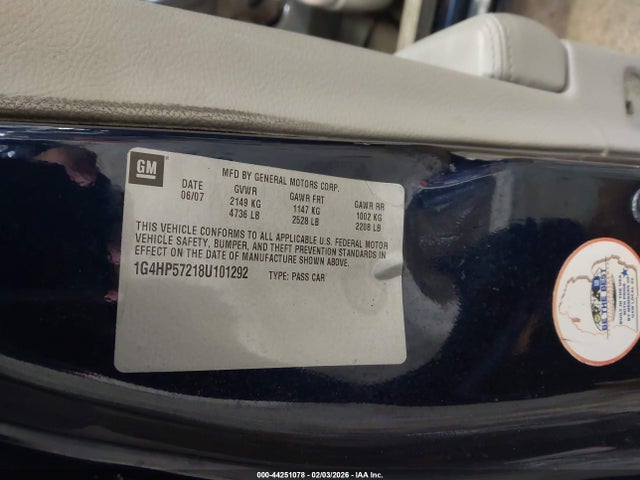 GM
MFD BY GENERAL MOTORS CORP.
DATE GVWR GAWR FRT GAWR RR
06/07 2149 KG 1147 KG 1002 KG
4736 LB 2528 LB 2208 LB
THIS VEHICLE CONFORMS TO ALL APPLICABLE U.S. FEDERAL MOTOR
VEHICLE SAFETY, BUMPER, AND THEFT PREVENTION STANDARDS IN
EFFECT ON THE DATE OF MANUFACTURE SHOWN ABOVE.
1G4HP57218U101292 TYPE: PASS CAR
000-44251078 - 02/03/2026 - IAA Inc.